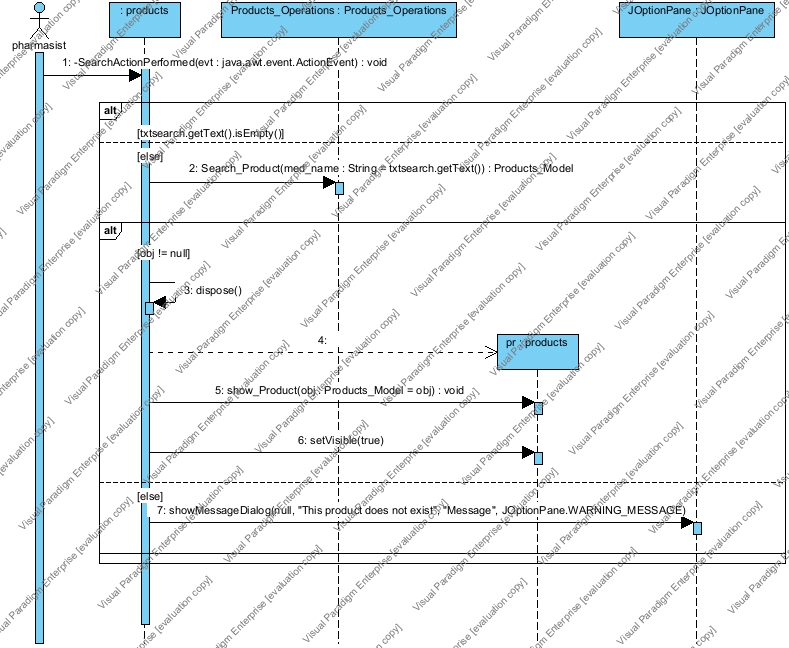 : products
Products_Operations : Products_Operations
JOptionPane : JOptionPane
pharmasist
1: -SearchActionPerformed(evt : java.awt.event.ActionEvent) : void
alt
[txtsearch.getText().isEmpty()]
[else]
2: Search_Product(med_name : String = txtsearch.getText()) : Products_Model
alt
[obj != null]
3: dispose()
4:
pr : products
5: show_Product(obj : Products_Model = obj) : void
6: setVisible(true)
[else]
7: showMessageDialog(null, "This product does not exist", "Message", JOptionPane.WARNING_MESSAGE)
Visual Paradigm Enterprise [evaluation copy]